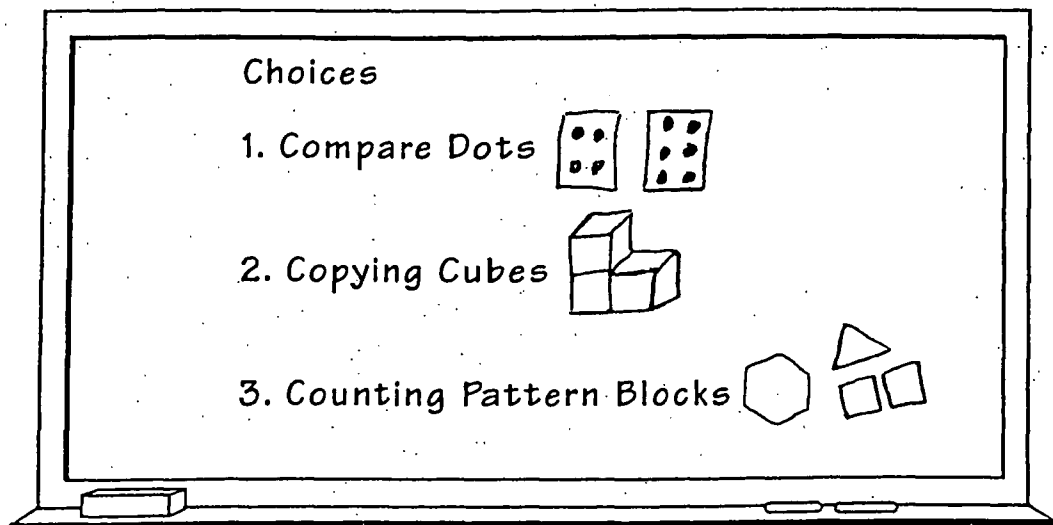 Choices
1. Compare Dots
2. Copying Cubes
3. Counting Pattern Blocks